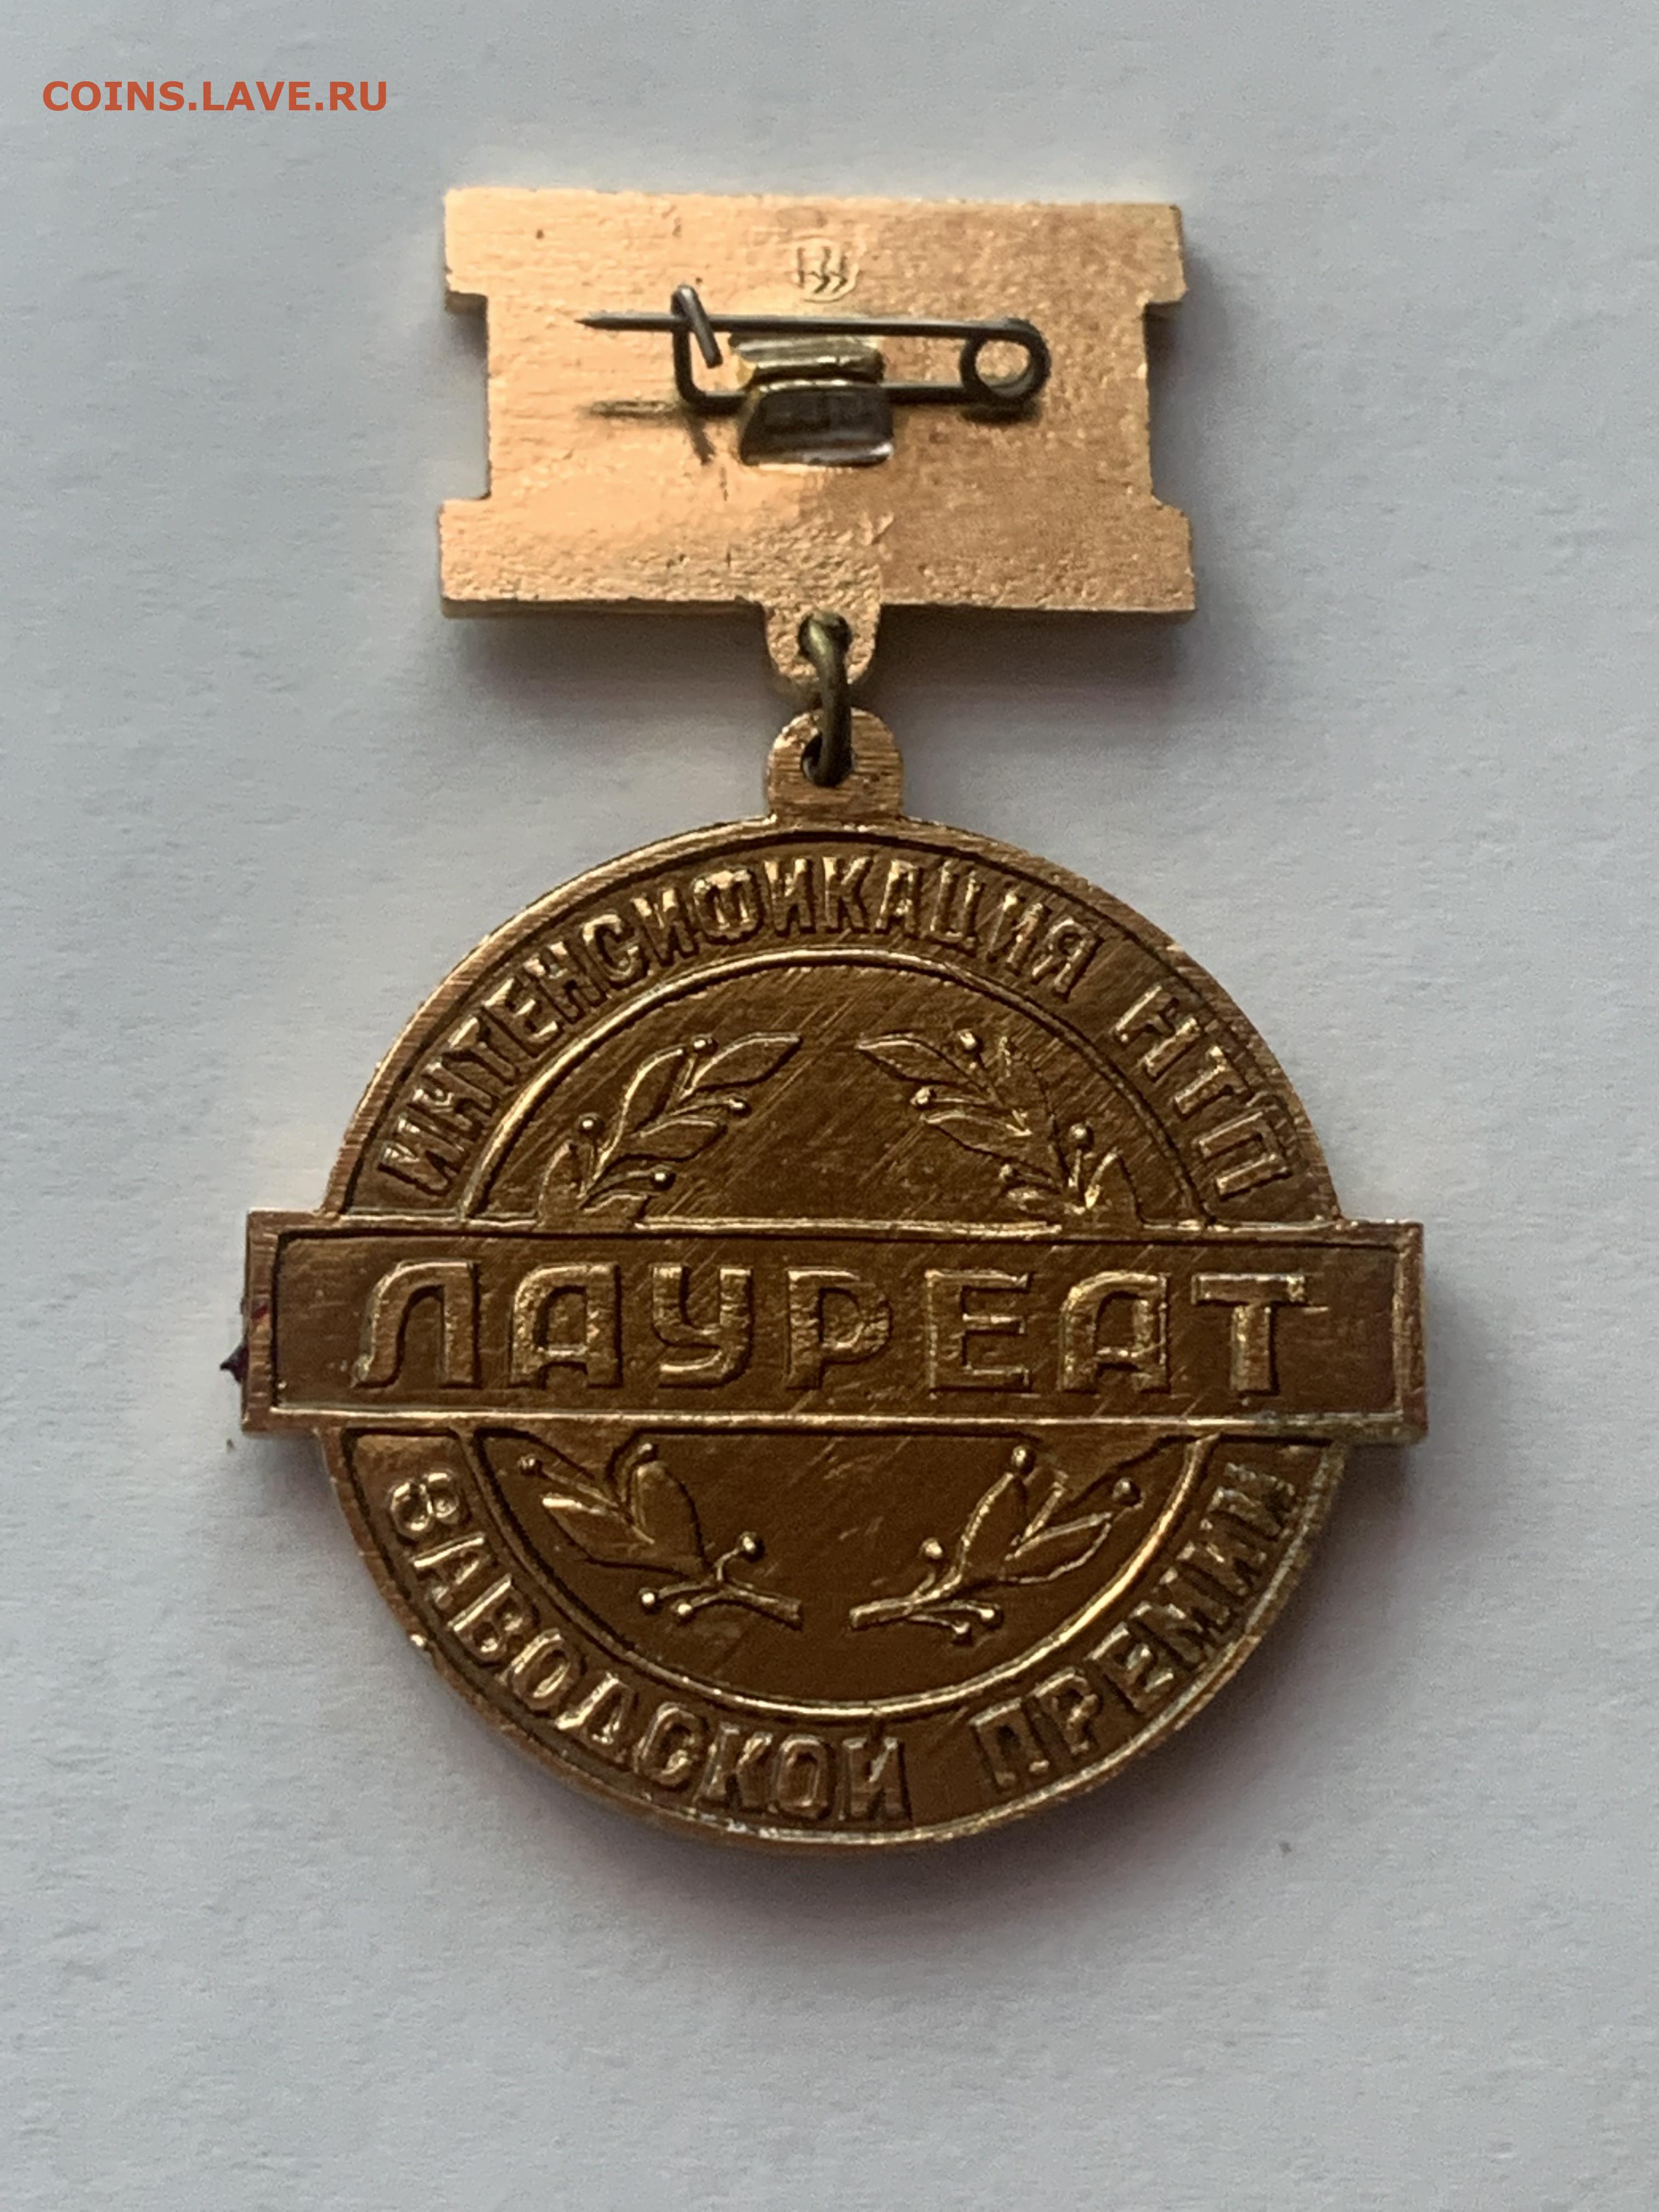 COINS.LAVE.RU
ИНТЕНСИФИКАЦИЯ НТП
ЛАУРЕАТ
ЗАВОДСКОЙ ПРЕМИИ